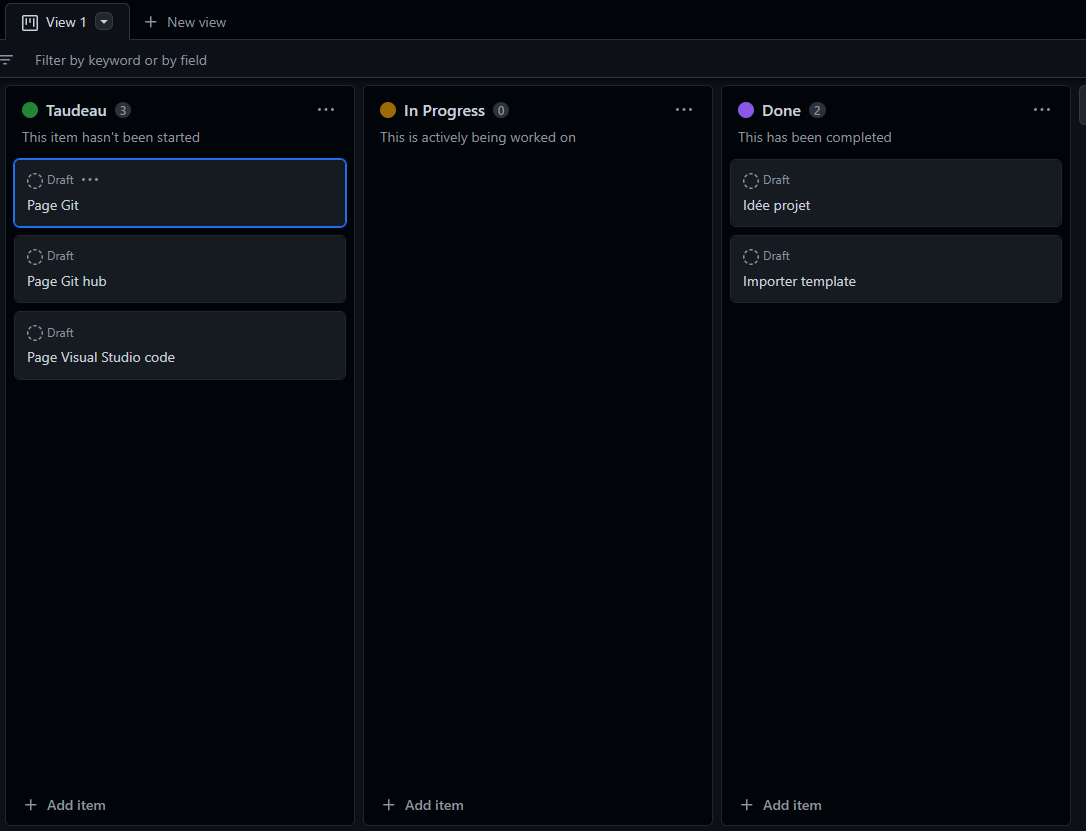 View 1
New view
Filter by keyword or by field
Taudeau 3
This item hasn't been started
Draft
Page Git
Draft
Page Git hub
Draft
Page Visual Studio code
Add item
In Progress 0
This is actively being worked on
Add item
Done 2
This has been completed
Draft
Idée projet
Draft
Importer template
Add item